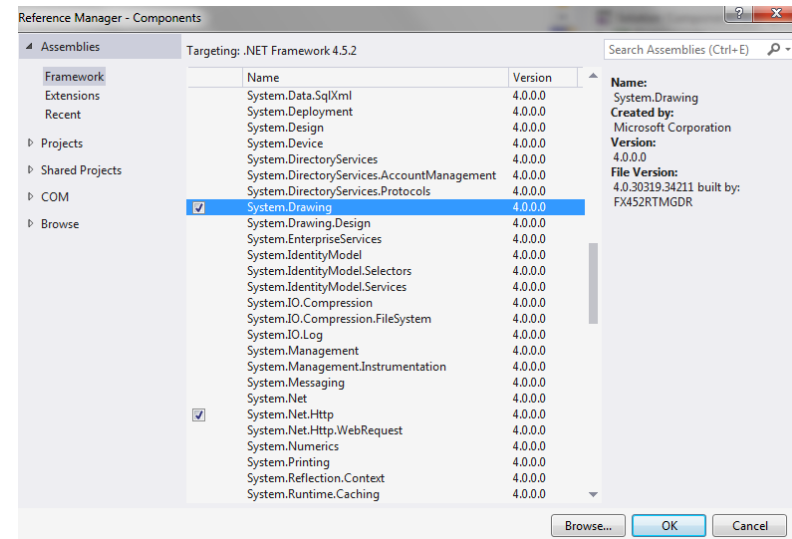 Reference Manager - Components
Assemblies
Framework
Extensions
Recent
Projects
Shared Projects
COM
Browse
Targeting: .NET Framework 4.5.2
Name Version
System.Data.SqlXml 4.0.0.0
System.Deployment 4.0.0.0
System.Design 4.0.0.0
System.Device 4.0.0.0
System.DirectoryServices 4.0.0.0
System.DirectoryServices.AccountManagement 4.0.0.0
System.DirectoryServices.Protocols 4.0.0.0
System.Drawing 4.0.0.0
System.Drawing.Design 4.0.0.0
System.EnterpriseServices 4.0.0.0
System.IdentityModel 4.0.0.0
System.IdentityModel.Selectors 4.0.0.0
System.IdentityModel.Services 4.0.0.0
System.IO.Compression 4.0.0.0
System.IO.Compression.FileSystem 4.0.0.0
System.IO.Log 4.0.0.0
System.Management 4.0.0.0
System.Management.Instrumentation 4.0.0.0
System.Messaging 4.0.0.0
System.Net 4.0.0.0
System.Net.Http 4.0.0.0
System.Net.Http.WebRequest 4.0.0.0
System.Numerics 4.0.0.0
System.Printing 4.0.0.0
System.Reflection.Context 4.0.0.0
System.Runtime.Caching 4.0.0.0
Search Assemblies (Ctrl+E)
Name:
System.Drawing
Created by:
Microsoft Corporation
Version:
4.0.0.0
File Version:
4.0.30319.34211 built by:
FX452RTMGDR
Browse... OK Cancel